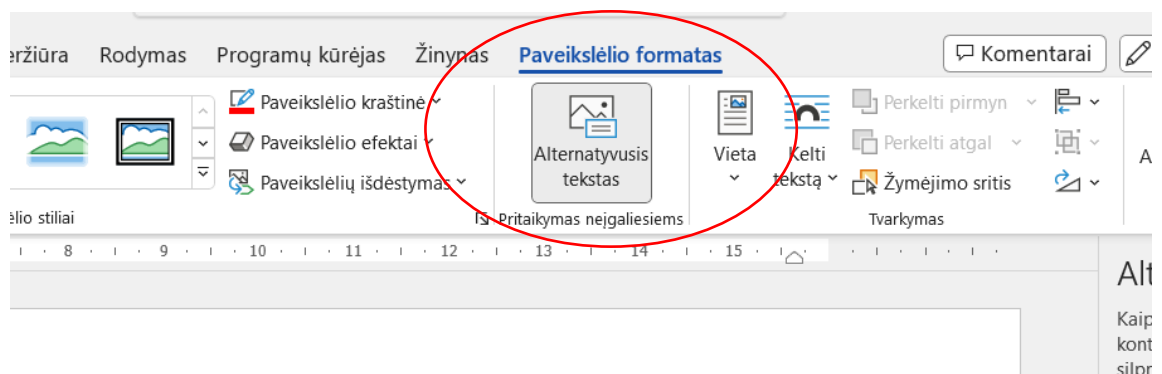 eržiūra Rodymas Programų kūrėjas Žinynas Paveikslėlio formatas Komentarai
Paveikslėlio kraštinė
Paveikslėlio efektai
Paveikslėlių išdėstymas
Alternatyvusis
tekstas
Vieta
Kelti
tekstą
Perkelti pirmyn
Perkelti atgal
Žymėjimo sritis
A
ėlio stiliai Pritaikymas neįgaliesiems Tvarkymas
8 9 10 11 12 13 14 15
Alt
Kaip
kont
silpr